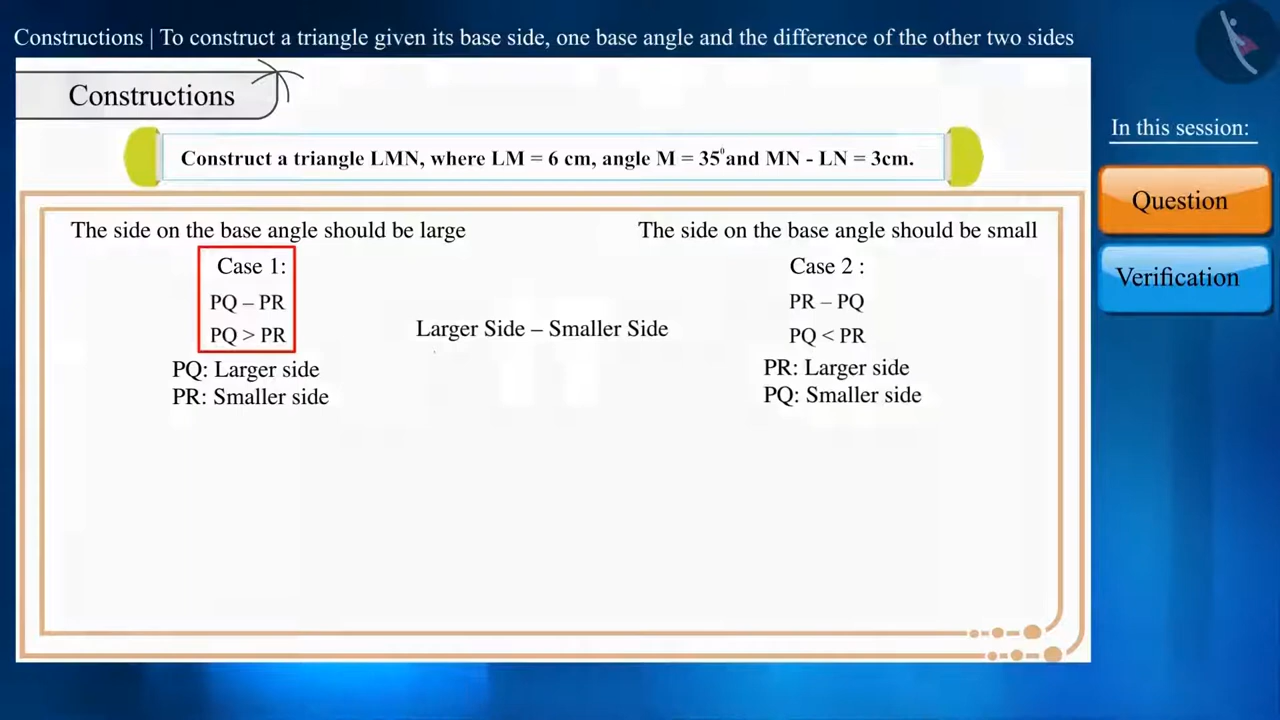 Constructions | To construct a triangle given its base side, one base angle and the difference of the other two sides
Constructions
In this session:
Construct a triangle LMN, where LM = 6 cm, angle M = 35⁰ and MN - LN = 3cm.
Question
The side on the base angle should be large
The side on the base angle should be small
Case 1:
Case 2 :
Verification
PQ – PR
PR – PQ
Larger Side – Smaller Side
PQ > PR
PQ < PR
PQ: Larger side
PR: Larger side
PR: Smaller side
PQ: Smaller side